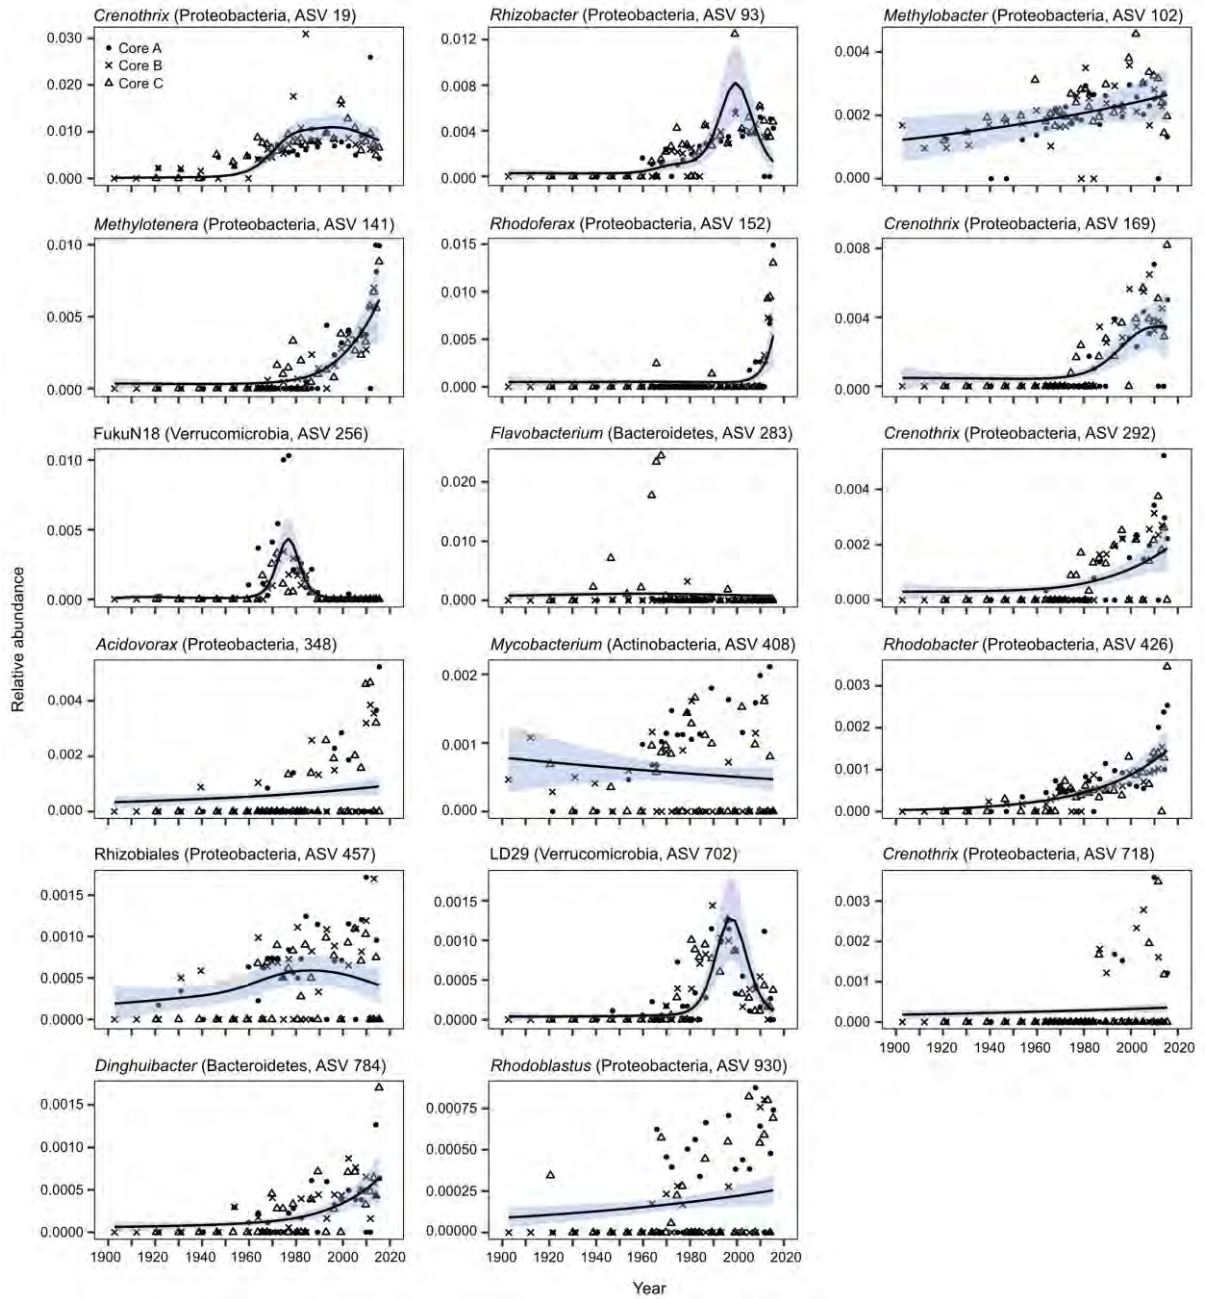 Crenothrix (Proteobacteria, ASV 19)
0.030
0.020
0.010
0.000
Core A
Core B
Core C
Rhizobacter (Proteobacteria, ASV 93)
0.012
0.008
0.004
0.000
Methylobacter (Proteobacteria, ASV 102)
0.004
0.002
0.000
Methylotenera (Proteobacteria, ASV 141)
0.010
0.005
0.000
Rhodoferax (Proteobacteria, ASV 152)
0.015
0.010
0.005
0.000
Crenothrix (Proteobacteria, ASV 169)
0.008
0.004
0.000
FukuN18 (Verrucomicrobia, ASV 256)
0.010
0.005
0.000
Flavobacterium (Bacteroidetes, ASV 283)
0.020
0.010
0.000
Crenothrix (Proteobacteria, ASV 292)
0.004
0.002
0.000
Relative abundance
Acidovorax (Proteobacteria, 348)
0.004
0.002
0.000
Mycobacterium (Actinobacteria, ASV 408)
0.002
0.001
0.000
Rhodobacter (Proteobacteria, ASV 426)
0.003
0.002
0.001
0.000
Rhizobiales (Proteobacteria, ASV 457)
0.0015
0.0010
0.0005
0.0000
LD29 (Verrucomicrobia, ASV 702)
0.0015
0.0010
0.0005
0.0000
Crenothrix (Proteobacteria, ASV 718)
0.003
0.002
0.001
0.000
1900 1920 1940 1960 1980 2000 2020
Dinghuibacter (Bacteroidetes, ASV 784)
0.0015
0.0010
0.0005
0.0000
1900 1920 1940 1960 1980 2000 2020
Rhodoblastus (Proteobacteria, ASV 930)
0.00075
0.00050
0.00025
0.00000
1900 1920 1940 1960 1980 2000 2020
Year